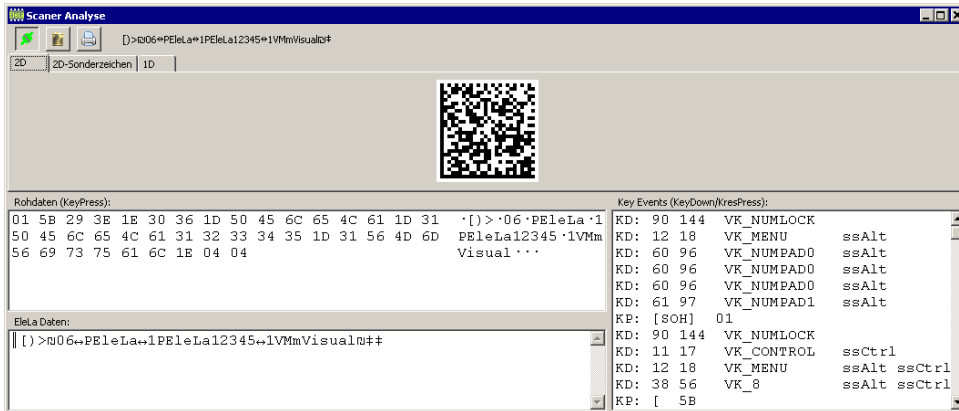 Scaner Analyse
[)>₪06↔PEleLa↔1PEleLa12345↔1VMmVisual₪‡
2D 2D-Sonderzeichen 1D
Rohdaten (KeyPress):
01 5B 29 3E 1E 30 36 1D 50 45 6C 65 4C 61 1D 31 ·[)>·06·PEleLa·1
50 45 6C 65 4C 61 31 32 33 34 35 1D 31 56 4D 6D PEleLa12345·1VMm
56 69 73 75 61 6C 1E 04 04 Visual···
EleLa Daten:
[)>₪06↔PEleLa↔1PEleLa12345↔1VMmVisual₪‡‡
Key Events (KeyDown/KresPress):
KD: 90 144 VK_NUMLOCK
KD: 12 18 VK_MENU ssAlt
KD: 60 96 VK_NUMPAD0 ssAlt
KD: 60 96 VK_NUMPAD0 ssAlt
KD: 60 96 VK_NUMPAD0 ssAlt
KD: 61 97 VK_NUMPAD1 ssAlt
KP: [SOH] 01
KD: 90 144 VK_NUMLOCK
KD: 11 17 VK_CONTROL ssCtrl
KD: 12 18 VK_MENU ssAlt ssCtrl
KD: 38 56 VK_8 ssAlt ssCtrl
KP: [ 5B